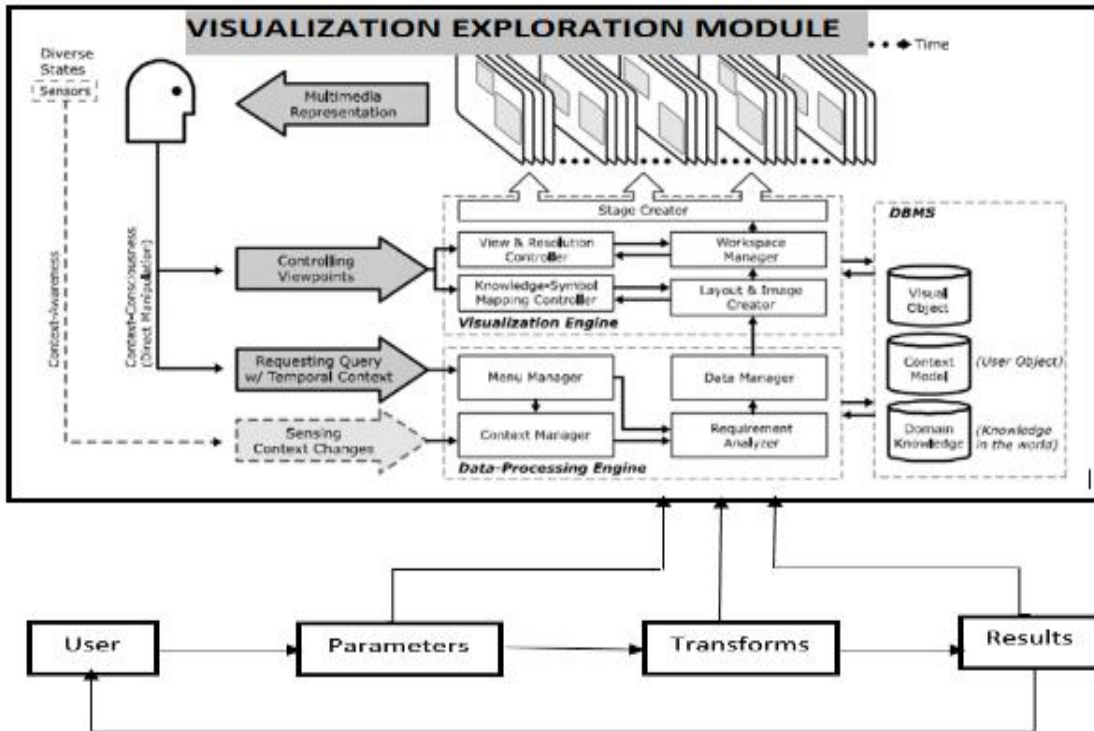 VISUALIZATION EXPLORATION MODULE
Time
Diverse
States
Sensors
Multimedia
Representation
Context-Awareness
Context-Consciousness
(Direct Manipulation)
Stage Creator
Controlling
Viewpoints
View & Resolution
Controller
Workspace
Manager
Knowledge-Symbol
Mapping Controller
Layout & Image
Creator
Visualization Engine
DBMS
Visual
Object
Context
Model
(User Object)
Domain
Knowledge
(Knowledge
in the world)
Requesting Query
w/ Temporal Context
Menu Manager
Data Manager
Sensing
Context Changes
Context Manager
Requirement
Analyzer
Data-Processing Engine
User
Parameters
Transforms
Results